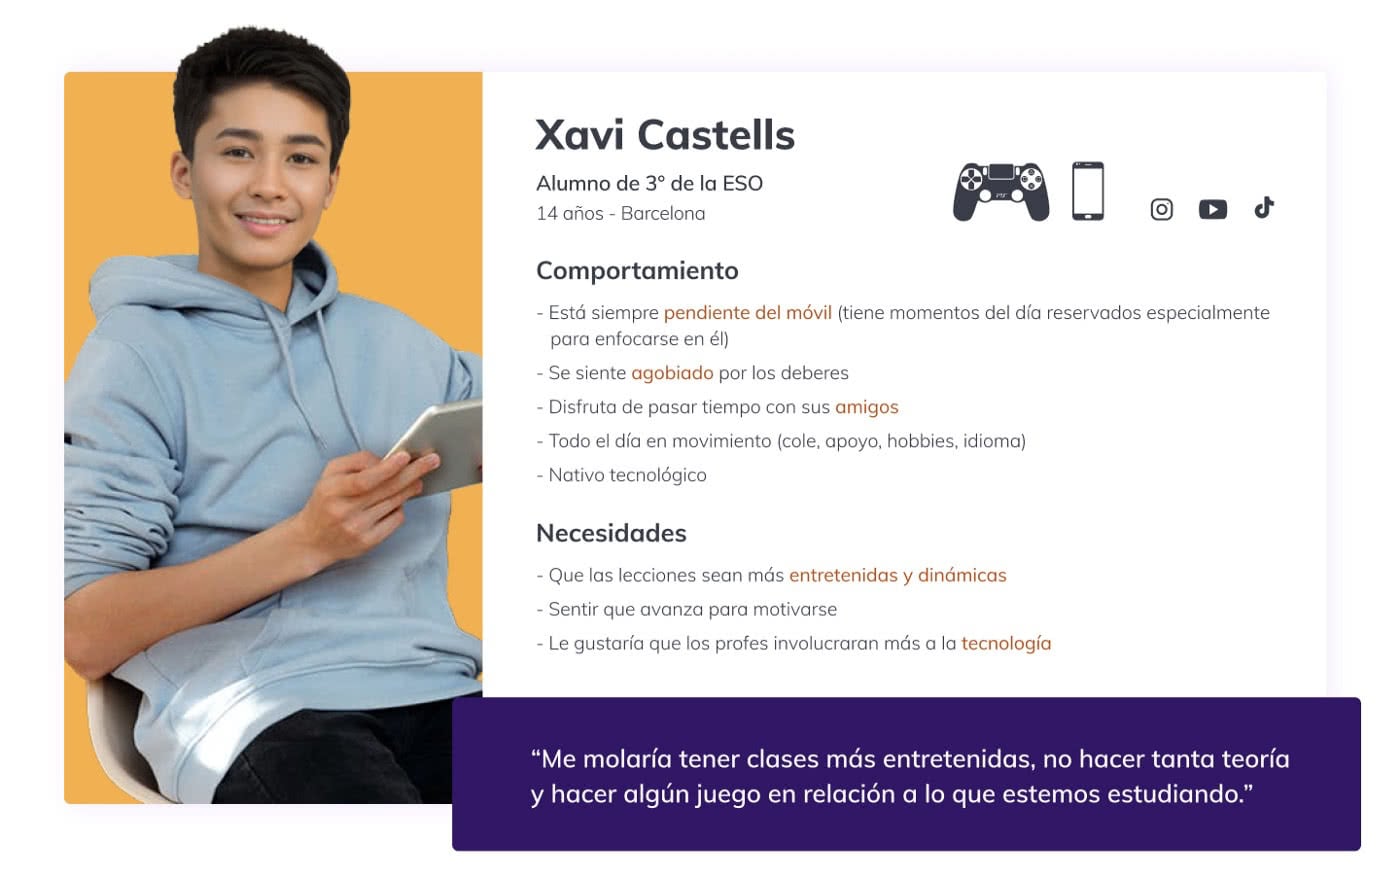 Xavi Castells
Alumno de 3° de la ESO
14 años - Barcelona
Comportamiento
- Está siempre pendiente del móvil (tiene momentos del día reservados especialmente
para enfocarse en él)
- Se siente agobiado por los deberes
- Disfruta de pasar tiempo con sus amigos
- Todo el día en movimiento (cole, apoyo, hobbies, idioma)
- Nativo tecnológico
Necesidades
- Que las lecciones sean más entretenidas y dinámicas
- Sentir que avanza para motivarse
- Le gustaría que los profes involucraran más a la tecnología
“Me molaría tener clases más entretenidas, no hacer tanta teoría
y hacer algún juego en relación a lo que estemos estudiando.”